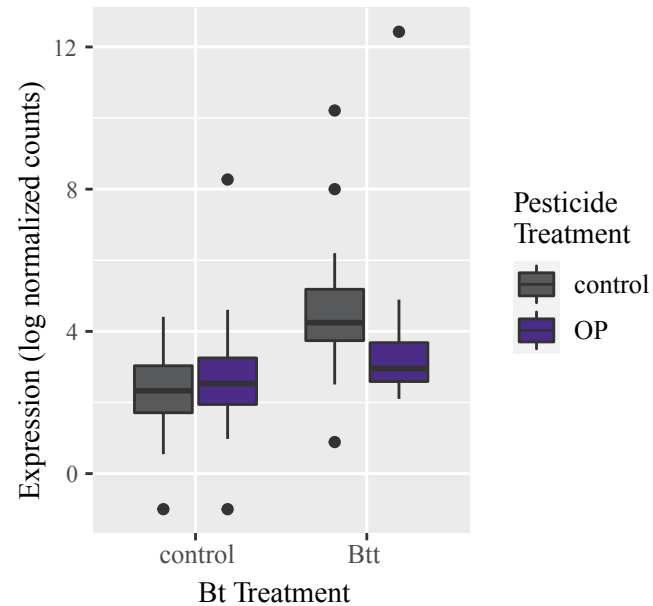 Expression (log normalized counts)
12
8
4
0
control
Btt
Bt Treatment
Pesticide
Treatment
control
OP